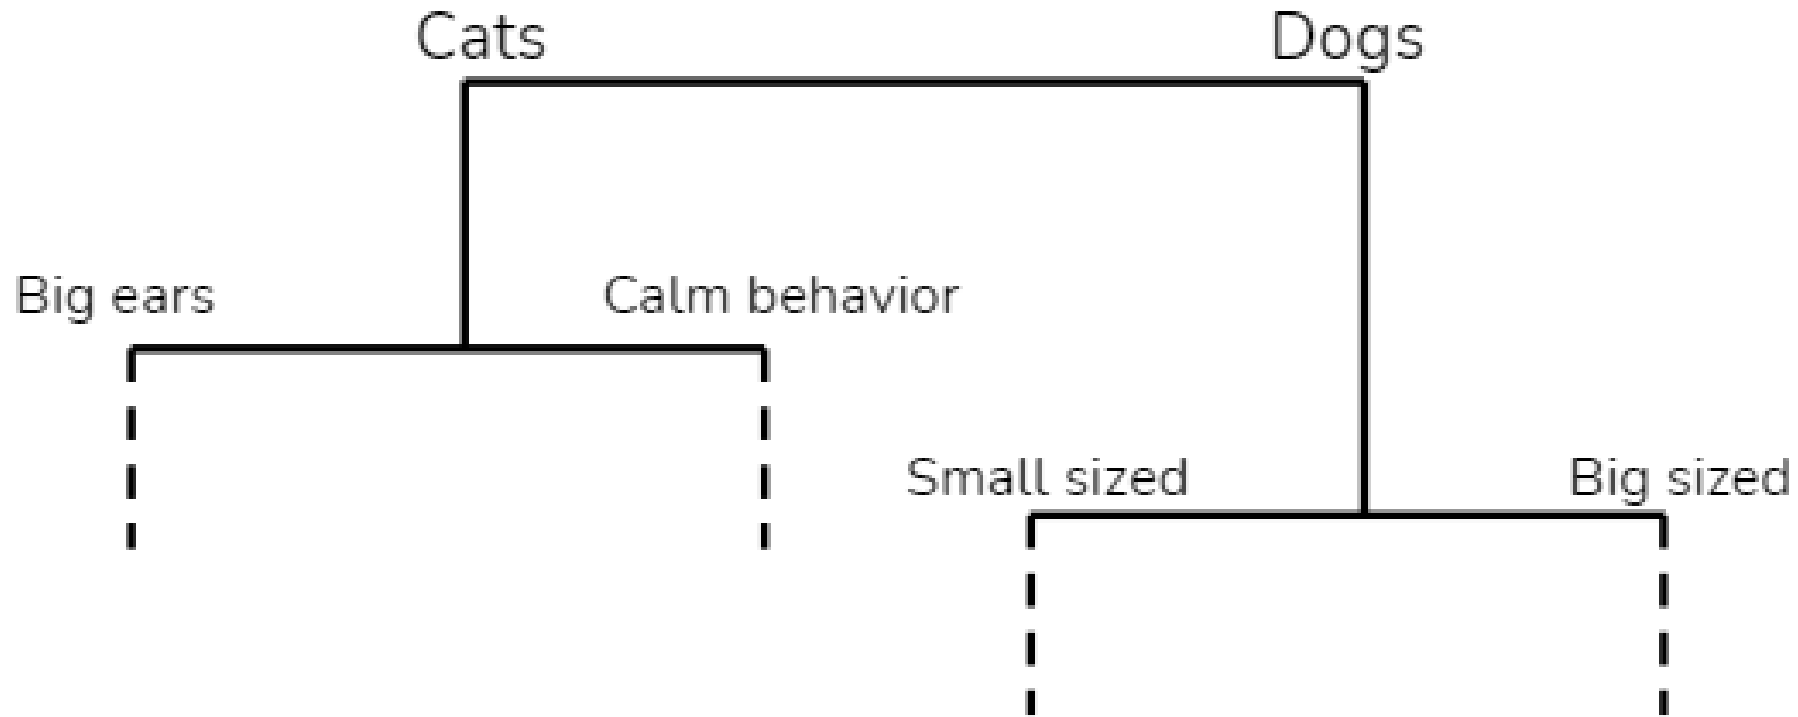 Cats
Dogs
Big ears
Calm behavior
Small sized
Big sized